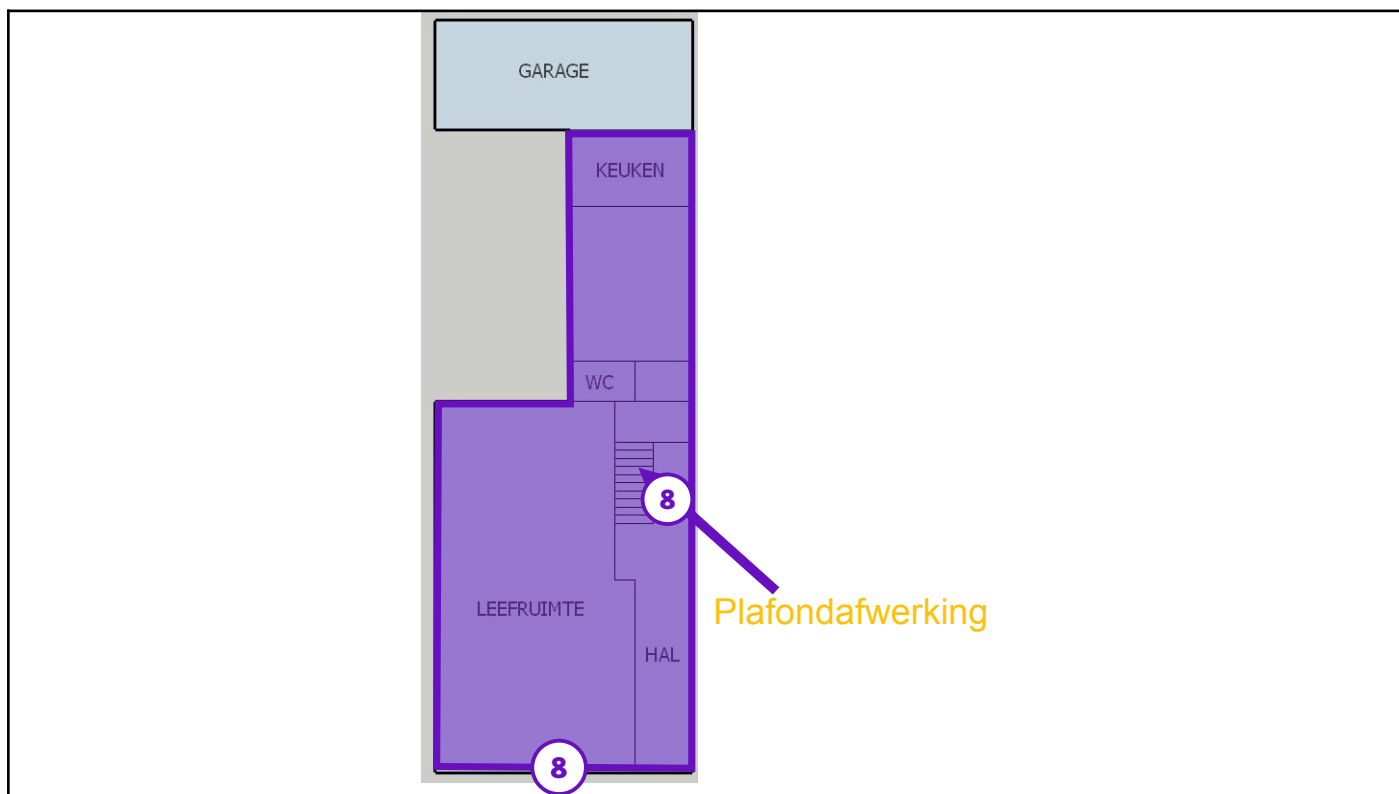 GARAGE
KEUKEN
WC
8
LEEFRUIMTE
Plafondafwerking
HAL
8